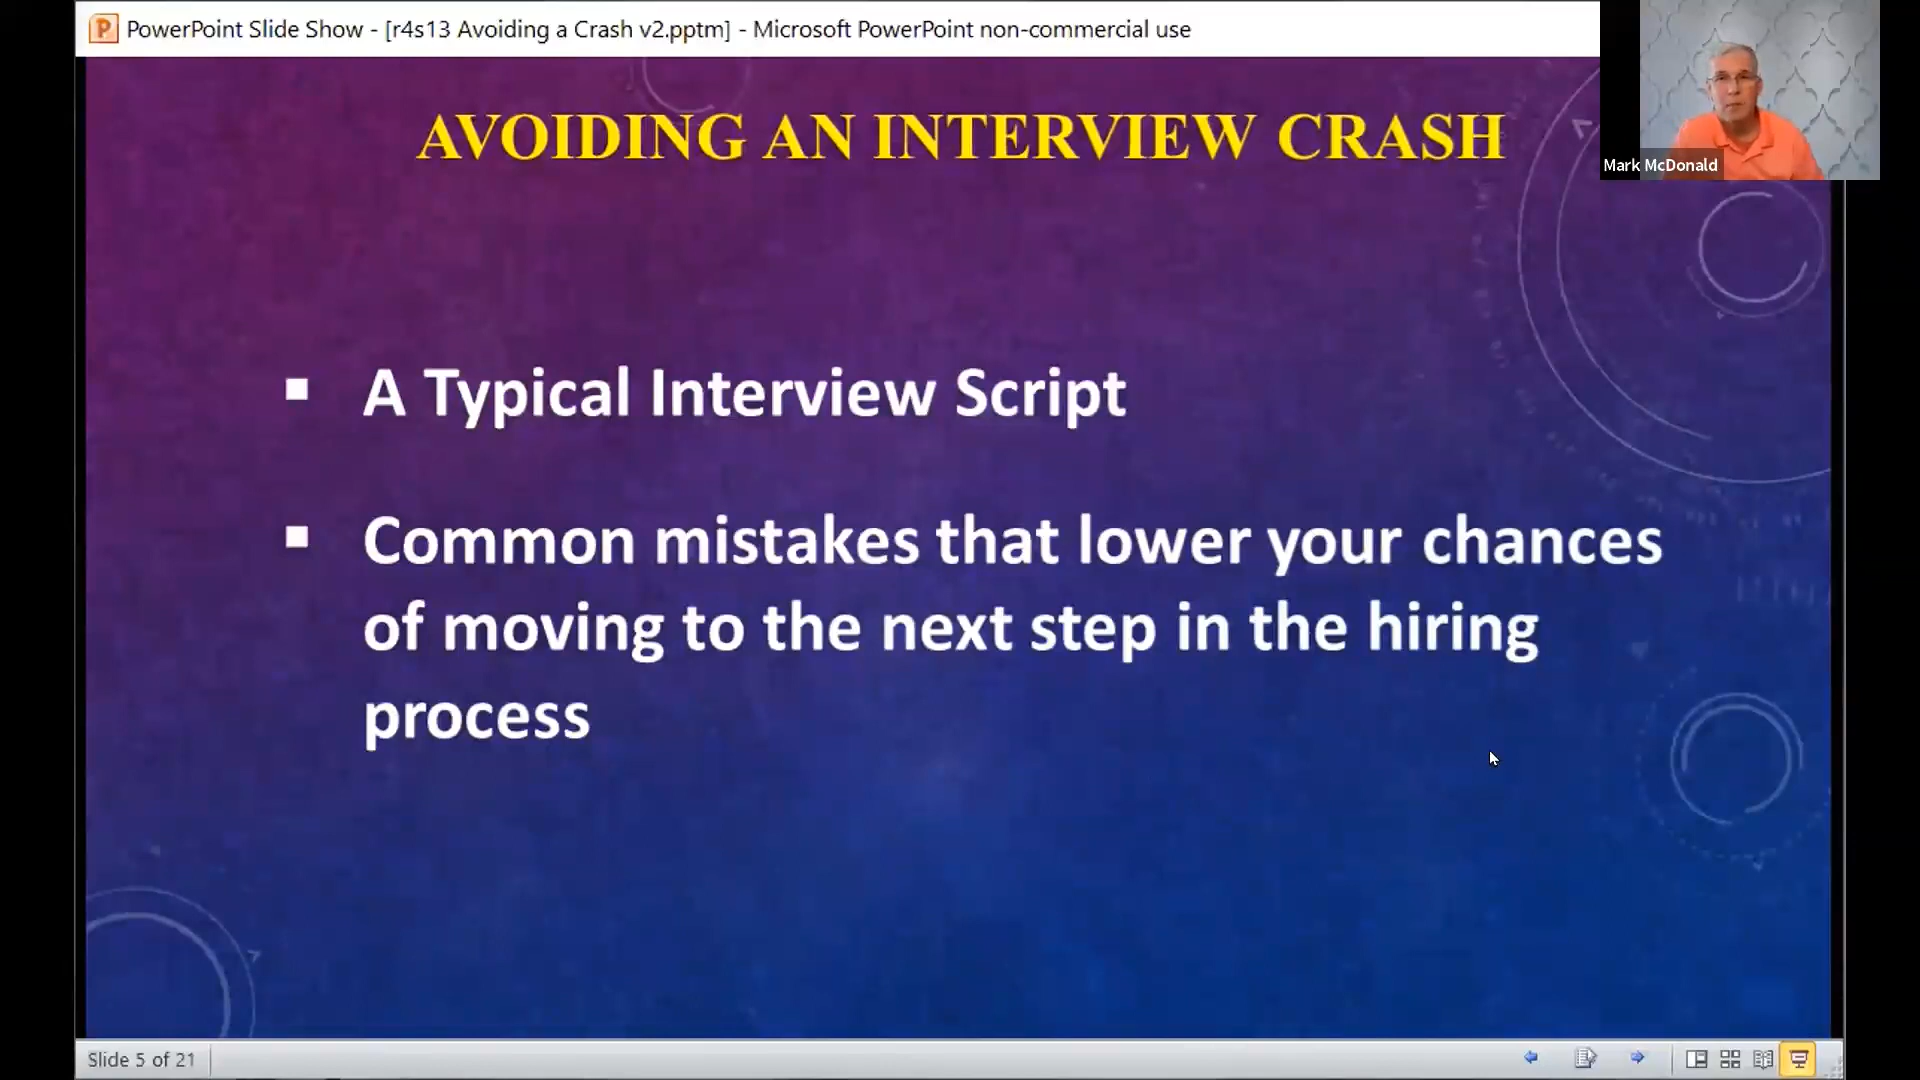 PowerPoint Slide Show - [r4s13 Avoiding a Crash v2.pptm] - Microsoft PowerPoint non-commercial use
Mark McDonald
AVOIDING AN INTERVIEW CRASH
▪ A Typical Interview Script
▪ Common mistakes that lower your chances
of moving to the next step in the hiring
process
Slide 5 of 21